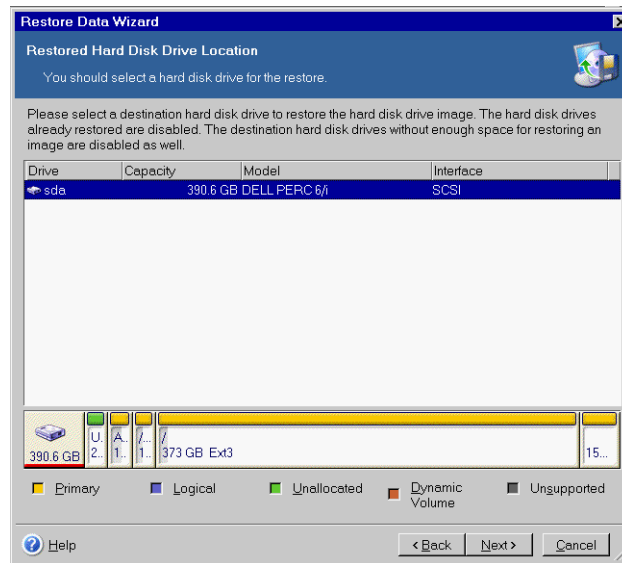 Restore Data Wizard
Restored Hard Disk Drive Location
You should select a hard disk drive for the restore.
Please select a destination hard disk drive to restore the hard disk drive image. The hard disk drives
already restored are disabled. The destination hard disk drives without enough space for restoring an
image are disabled as well.
Drive Capacity Model Interface
sda 390.6 GB DELL PERC 6/i SCSI
U. A.. /... /
390.6 GB 2.. 1.. 1.. 373 GB Ext3 15...
Primary Logical Unallocated Dynamic Volume Unsupported
Help < Back Next > Cancel